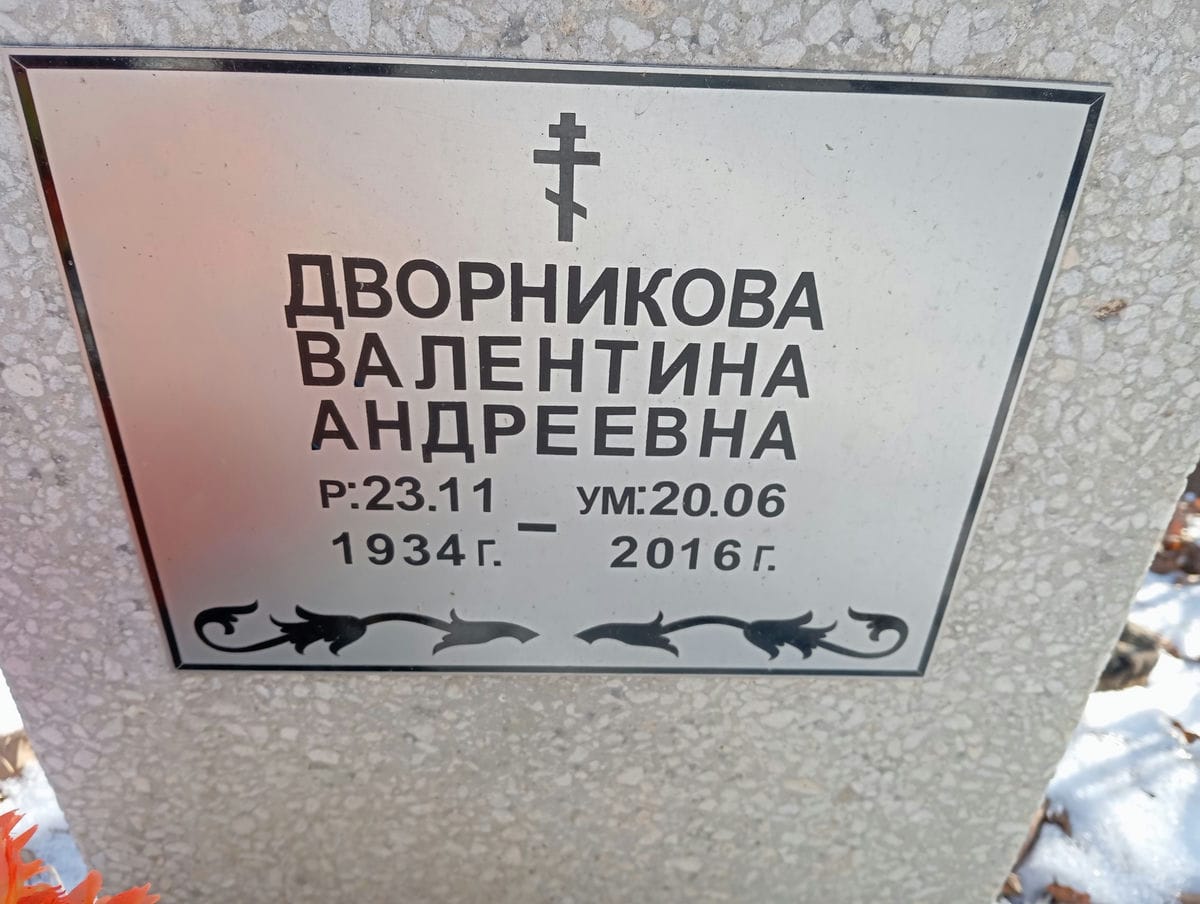 ДВОРНИКОВА
ВАЛЕНТИНА
АНДРЕЕВНА
Р:23.11 – УМ:20.06
1934г. 2016г.